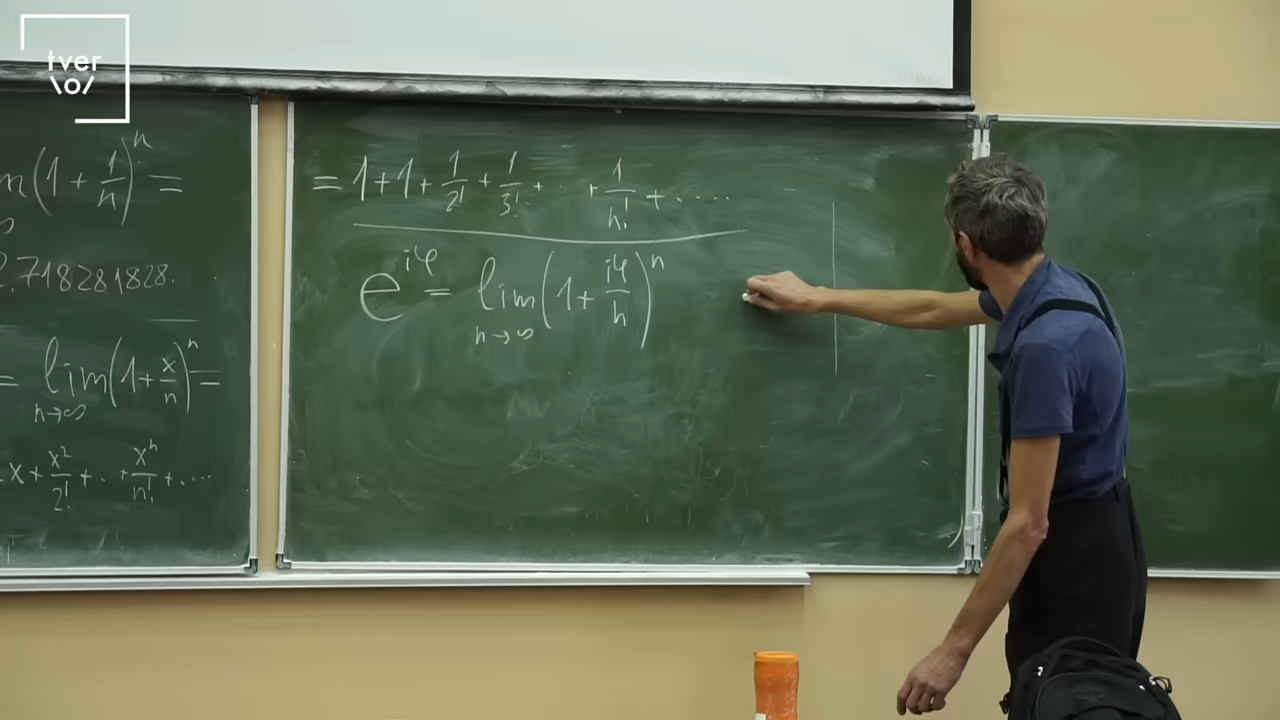 tver
\o/
m(1 + 1/n)^n =
∞
2.718281828.
= lim(1 + x/n)^n =
n→∞
x + x²/2! + .. + xⁿ/n! + ....
= 1 + 1 + 1/2! + 1/3! + .. + 1/n! + .....
e^{iφ} = lim(1 + iφ/n)^n
n→∞